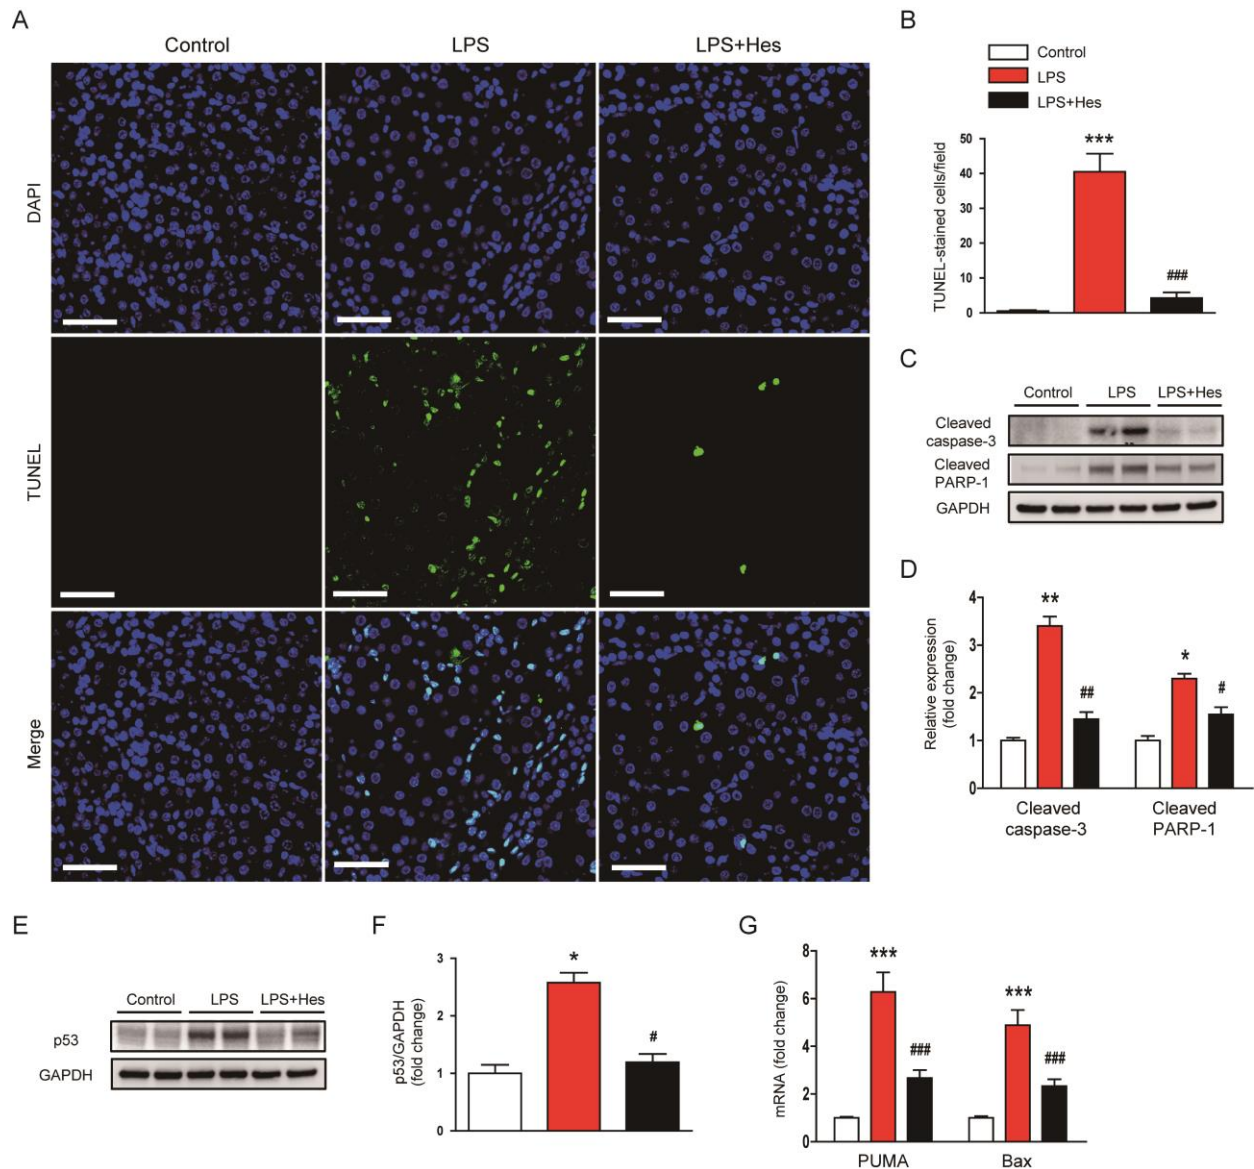 A
Control LPS LPS+Hes
DAPI
TUNEL
Merge
B
Control
LPS
LPS+Hes
TUNEL-stained cells/field
50
40
30
20
10
0
***
###
C
Control LPS LPS+Hes
Cleaved
caspase-3
Cleaved
PARP-1
GAPDH
D
Relative expression
(fold change)
4
3
2
1
0
**
##
*
#
Cleaved
caspase-3
Cleaved
PARP-1
E
Control LPS LPS+Hes
p53
GAPDH
F
p53/GAPDH
(fold change)
3
2
1
0
*
#
G
mRNA (fold change)
8
6
4
2
0
***
###
***
###
PUMA Bax